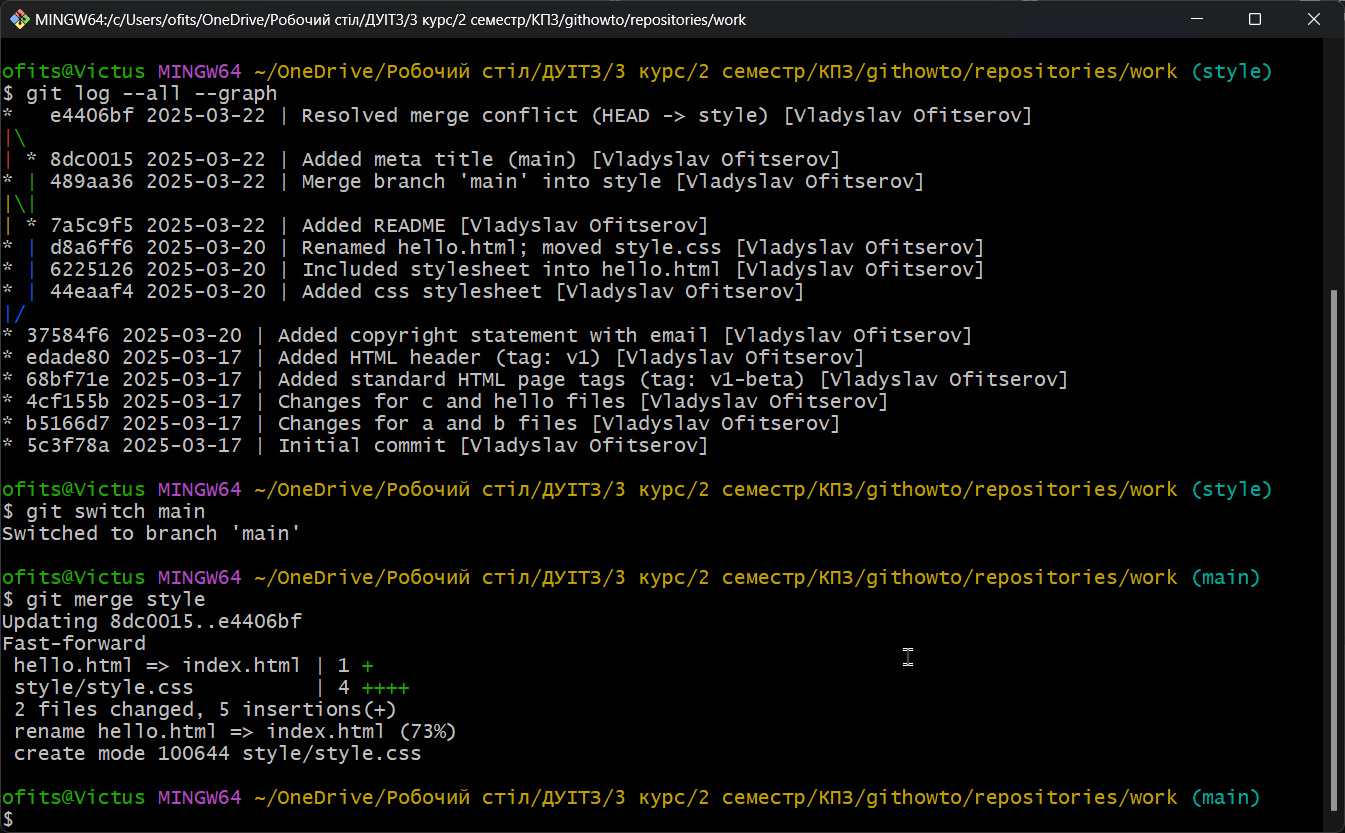 MINGW64:/c/Users/ofits/OneDrive/Робочий стіл/ДУІТЗ/3 курс/2 семестр/КПЗ/githowto/repositories/work
ofits@Victus MINGW64 ~/OneDrive/Робочий стіл/ДУІТЗ/3 курс/2 семестр/КПЗ/githowto/repositories/work (style)
$ git log --all --graph
*   e4406bf 2025-03-22 | Resolved merge conflict (HEAD -> style) [Vladyslav Ofitserov]
|\
| * 8dc0015 2025-03-22 | Added meta title (main) [Vladyslav Ofitserov]
* | 489aa36 2025-03-22 | Merge branch 'main' into style [Vladyslav Ofitserov]
|\|
| * 7a5c9f5 2025-03-22 | Added README [Vladyslav Ofitserov]
* | d8a6ff6 2025-03-20 | Renamed hello.html; moved style.css [Vladyslav Ofitserov]
* | 6225126 2025-03-20 | Included stylesheet into hello.html [Vladyslav Ofitserov]
* | 44eaaf4 2025-03-20 | Added css stylesheet [Vladyslav Ofitserov]
|/
* 37584f6 2025-03-20 | Added copyright statement with email [Vladyslav Ofitserov]
* edade80 2025-03-17 | Added HTML header (tag: v1) [Vladyslav Ofitserov]
* 68bf71e 2025-03-17 | Added standard HTML page tags (tag: v1-beta) [Vladyslav Ofitserov]
* 4cf155b 2025-03-17 | Changes for c and hello files [Vladyslav Ofitserov]
* b5166d7 2025-03-17 | Changes for a and b files [Vladyslav Ofitserov]
* 5c3f78a 2025-03-17 | Initial commit [Vladyslav Ofitserov]
ofits@Victus MINGW64 ~/OneDrive/Робочий стіл/ДУІТЗ/3 курс/2 семестр/КПЗ/githowto/repositories/work (style)
$ git switch main
Switched to branch 'main'
ofits@Victus MINGW64 ~/OneDrive/Робочий стіл/ДУІТЗ/3 курс/2 семестр/КПЗ/githowto/repositories/work (main)
$ git merge style
Updating 8dc0015..e4406bf
Fast-forward
 hello.html => index.html | 1 +
 style/style.css          | 4 ++++
 2 files changed, 5 insertions(+)
 rename hello.html => index.html (73%)
 create mode 100644 style/style.css
ofits@Victus MINGW64 ~/OneDrive/Робочий стіл/ДУІТЗ/3 курс/2 семестр/КПЗ/githowto/repositories/work (main)
$